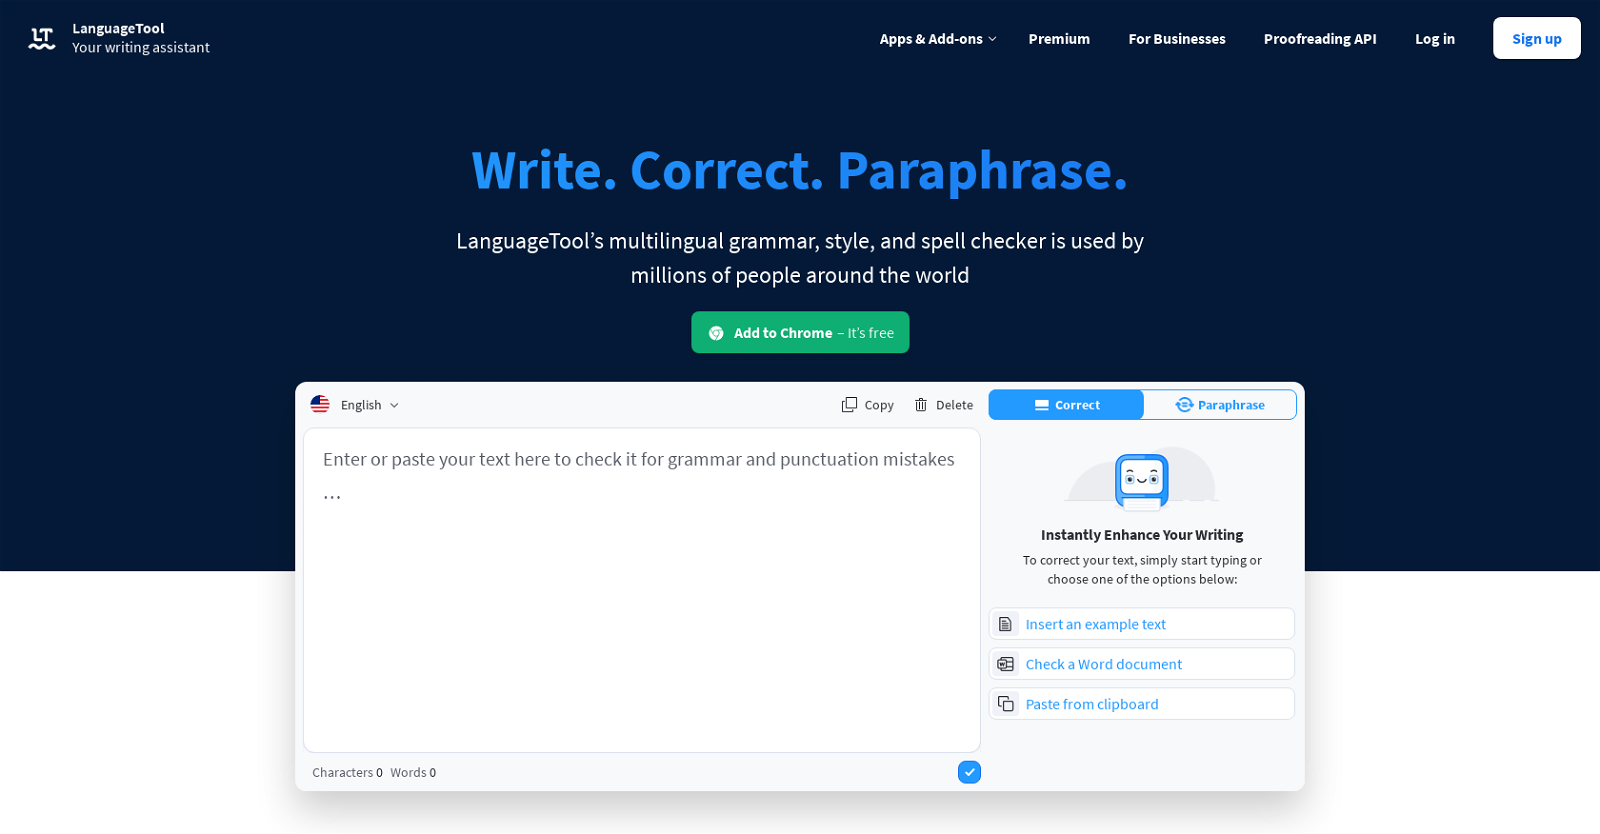 LanguageTool
Your writing assistant
Apps & Add-ons
Premium
For Businesses
Proofreading API
Log in
Sign up
Write. Correct. Paraphrase.
LanguageTool’s multilingual grammar, style, and spell checker is used by
millions of people around the world
Add to Chrome – It’s free
English
Copy
Delete
Correct
Paraphrase
Enter or paste your text here to check it for grammar and punctuation mistakes
…
Instantly Enhance Your Writing
To correct your text, simply start typing or
choose one of the options below:
Insert an example text
Check a Word document
Paste from clipboard
Characters 0 Words 0